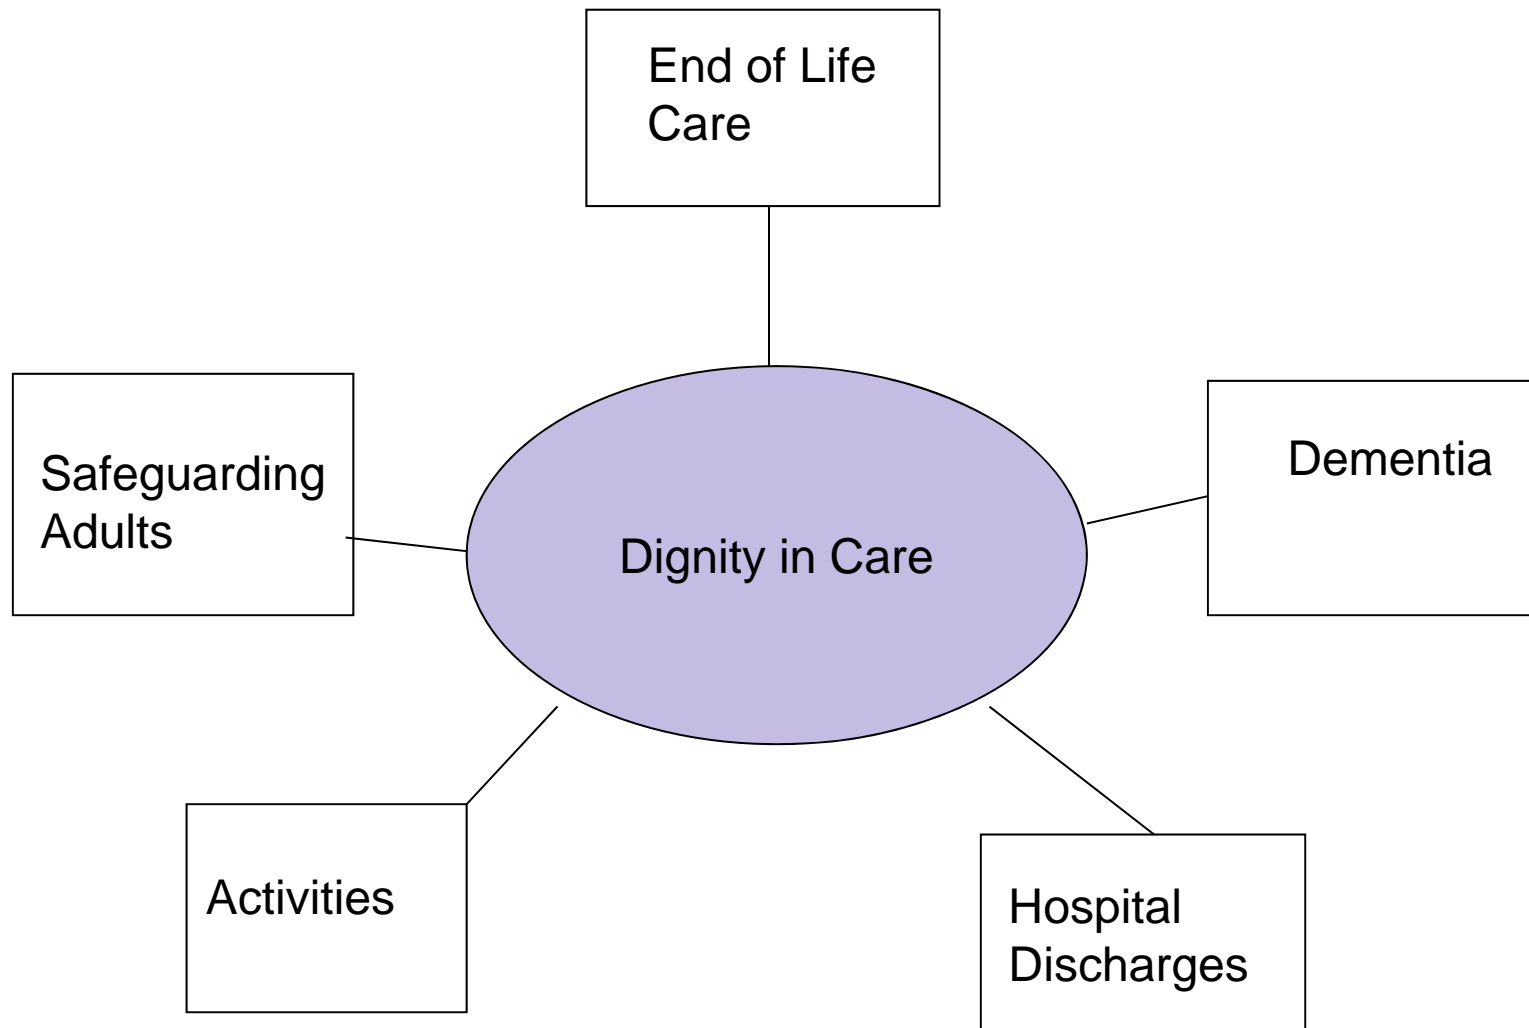 End of Life
Care
Safeguarding
Adults
Dementia
Dignity in Care
Activities
Hospital
Discharges